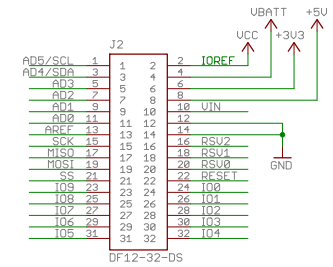 VBATT +5V
VCC +3V3
J2
AD5/SCL 1 1 2 2 IOREF
AD4/SDA 3 3 4 4
AD3 5 5 6 6
AD2 7 7 8 8
AD1 9 9 10 10 VIN
AD0 11 11 12 12
AREF 13 13 14 14
SCK 15 15 16 16 RSV2
MISO 17 17 18 18 RSV1
MOSI 19 19 20 20 RSV0
SS 21 21 22 22 RESET
IO9 23 23 24 24 IO0
IO8 25 25 26 26 IO1
IO7 27 27 28 28 IO2
IO6 29 29 30 30 IO3
IO5 31 31 32 32 IO4
GND
DF12-32-DS